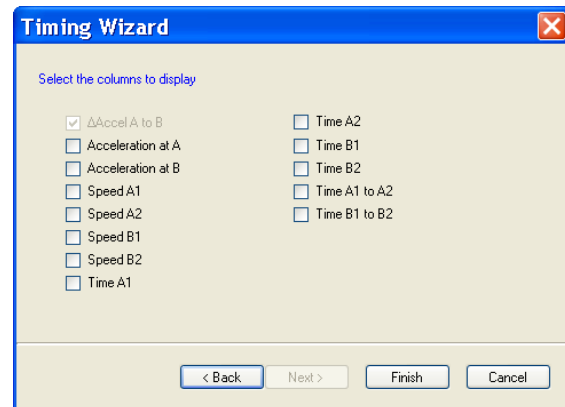 Timing Wizard
Select the columns to display
ΔAccel A to B
Acceleration at A
Acceleration at B
Speed A1
Speed A2
Speed B1
Speed B2
Time A1
Time A2
Time B1
Time B2
Time A1 to A2
Time B1 to B2
< Back
Next >
Finish
Cancel